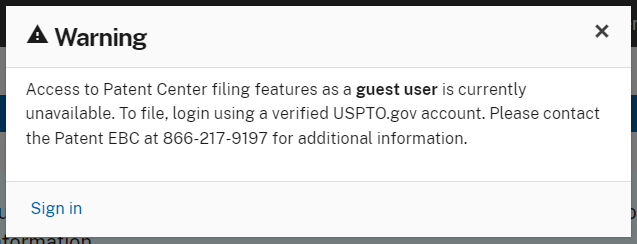 Warning
Access to Patent Center filing features as a guest user is currently
unavailable. To file, login using a verified USPTO.gov account. Please contact
the Patent EBC at 866-217-9197 for additional information.
Sign in